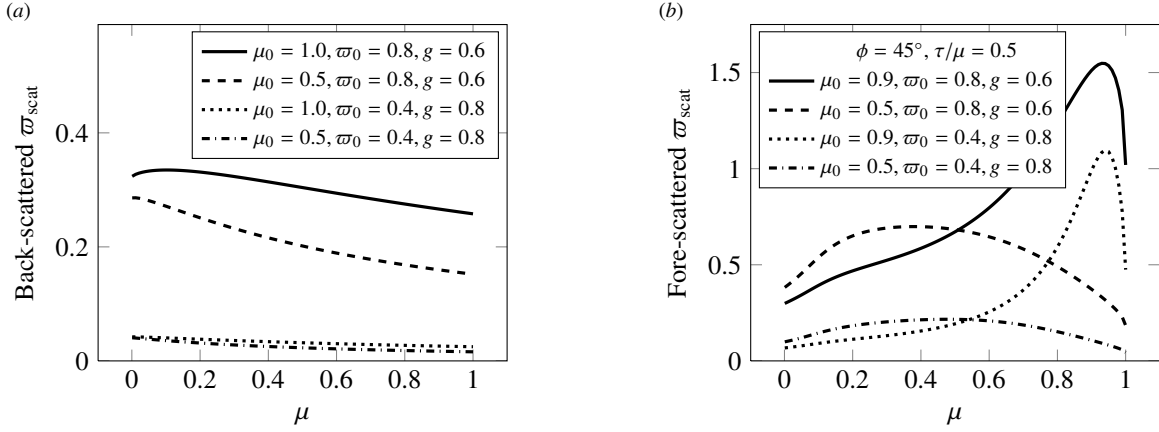 (a)
Back-scattered ϖ_scat
μ0 = 1.0, ϖ0 = 0.8, g = 0.6
μ0 = 0.5, ϖ0 = 0.8, g = 0.6
μ0 = 1.0, ϖ0 = 0.4, g = 0.8
μ0 = 0.5, ϖ0 = 0.4, g = 0.8
0.4
0.2
0
0 0.2 0.4 0.6 0.8 1
μ
(b)
Fore-scattered ϖ_scat
ϕ = 45°, τ/μ = 0.5
μ0 = 0.9, ϖ0 = 0.8, g = 0.6
μ0 = 0.5, ϖ0 = 0.8, g = 0.6
μ0 = 0.9, ϖ0 = 0.4, g = 0.8
μ0 = 0.5, ϖ0 = 0.4, g = 0.8
1.5
1
0.5
0
0 0.2 0.4 0.6 0.8 1
μ